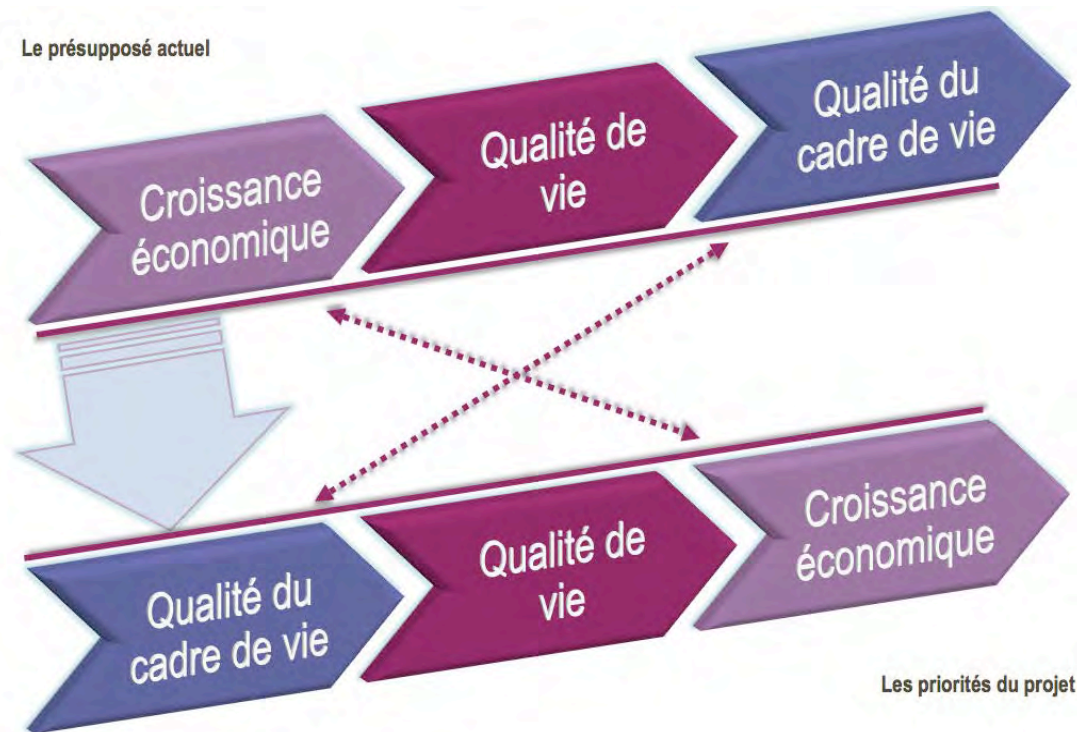 Le présupposé actuel
Croissance
économique
Qualité de
vie
Qualité du
cadre de vie
Qualité du
cadre de vie
Qualité de
vie
Croissance
économique
Les priorités du projet